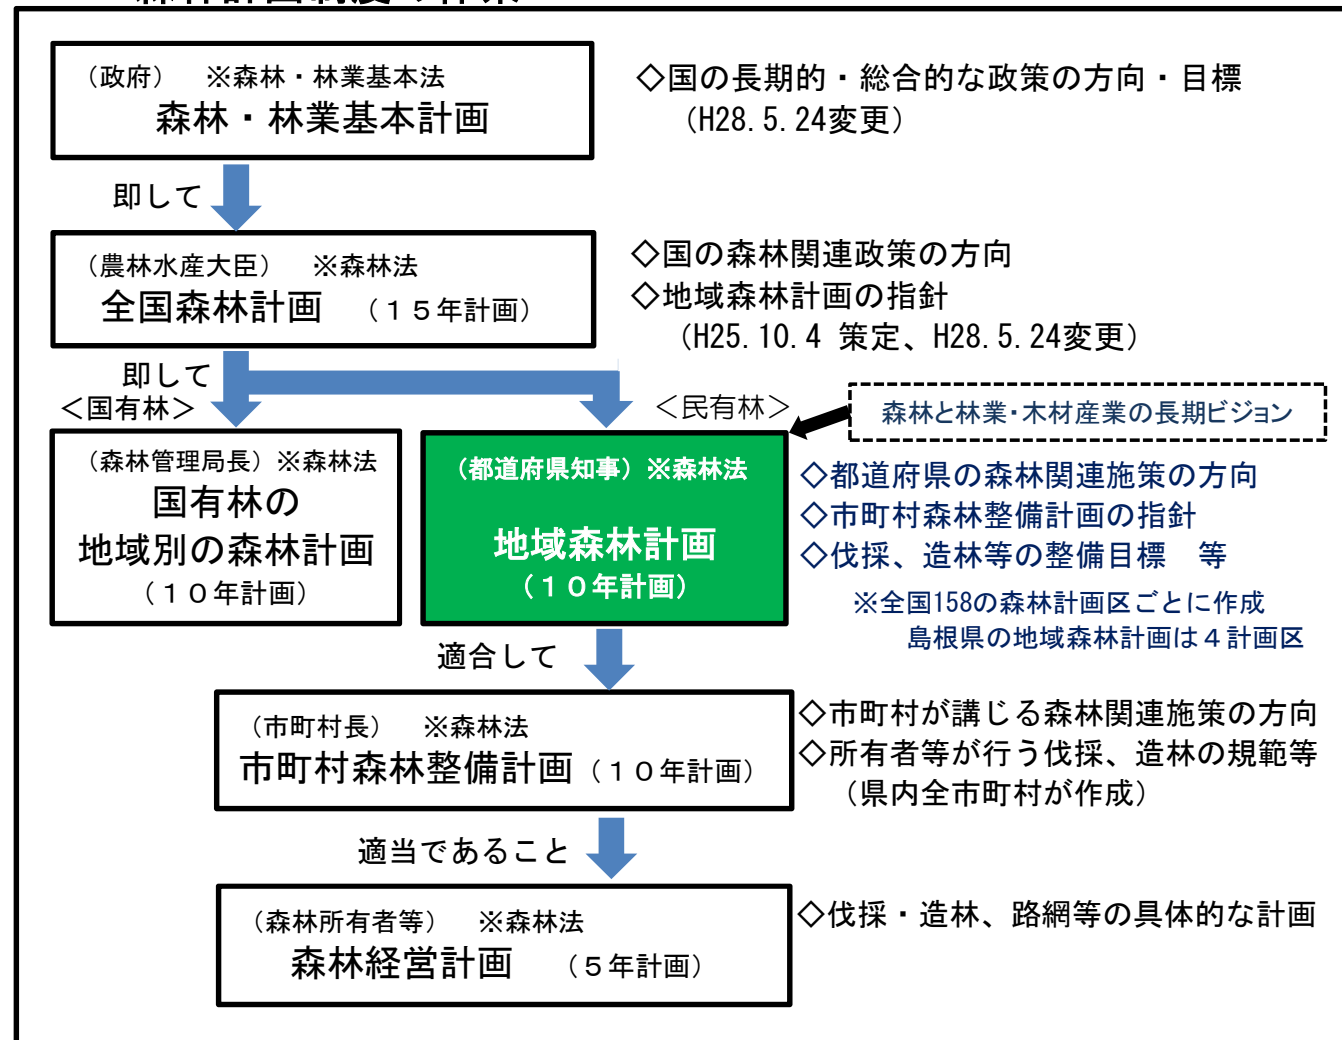 （政府）　※森林・林業基本法
森林・林業基本計画
◇国の長期的・総合的な政策の方向・目標
（H28.5.24変更）
即して
（農林水産大臣）　※森林法
全国森林計画　（１５年計画）
◇国の森林関連政策の方向
◇地域森林計画の指針
（H25.10.4 策定、H28.5.24変更）
即して
＜国有林＞
＜民有林＞
森林と林業・木材産業の長期ビジョン
（森林管理局長）※森林法
国有林の
地域別の森林計画
（１０年計画）
（都道府県知事）※森林法
地域森林計画
（１０年計画）
◇都道府県の森林関連施策の方向
◇市町村森林整備計画の指針
◇伐採、造林等の整備目標　等
※全国158の森林計画区ごとに作成
島根県の地域森林計画は４計画区
適合して
（市町村長）　※森林法
市町村森林整備計画（１０年計画）
◇市町村が講じる森林関連施策の方向
◇所有者等が行う伐採、造林の規範等
（県内全市町村が作成）
適当であること
（森林所有者等）　※森林法
森林経営計画　（５年計画）
◇伐採・造林、路網等の具体的な計画